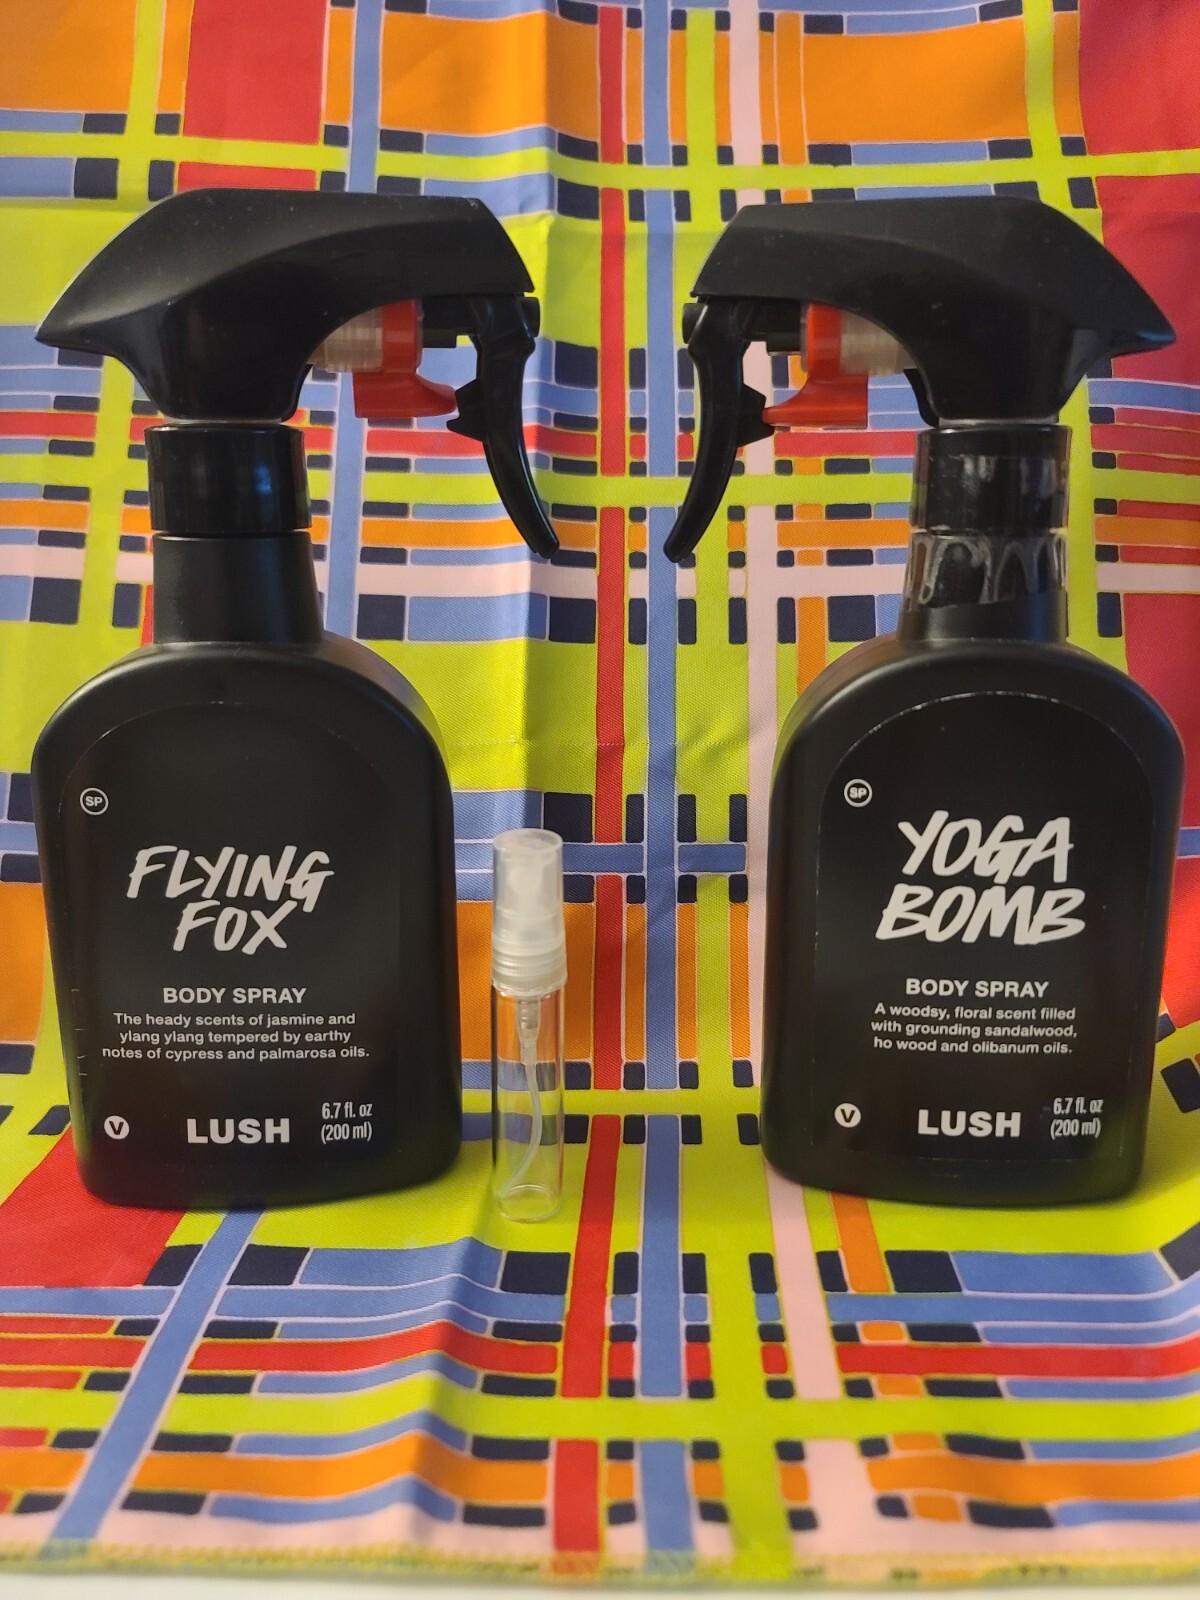 SP
FLYING
FOX
BODY SPRAY
The heady scents of jasmine and
ylang ylang tempered by earthy
notes of cypress and palmarosa oils.
V
LUSH
6.7 fl. oz
(200 ml)
SP
YOGA
BOMB
BODY SPRAY
A woodsy, floral scent filled
with grounding sandalwood,
ho wood and olibanum oils.
V
LUSH
6.7 fl. oz
(200 ml)